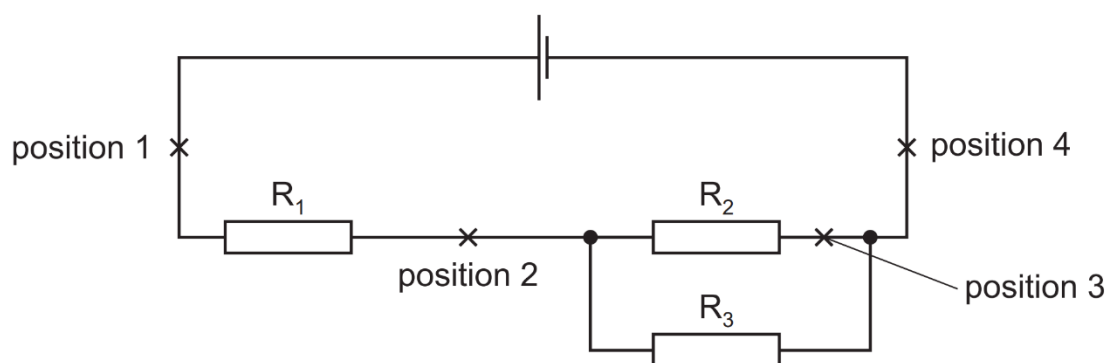 position 1
position 4
R₁
R₂
position 2
position 3
R₃